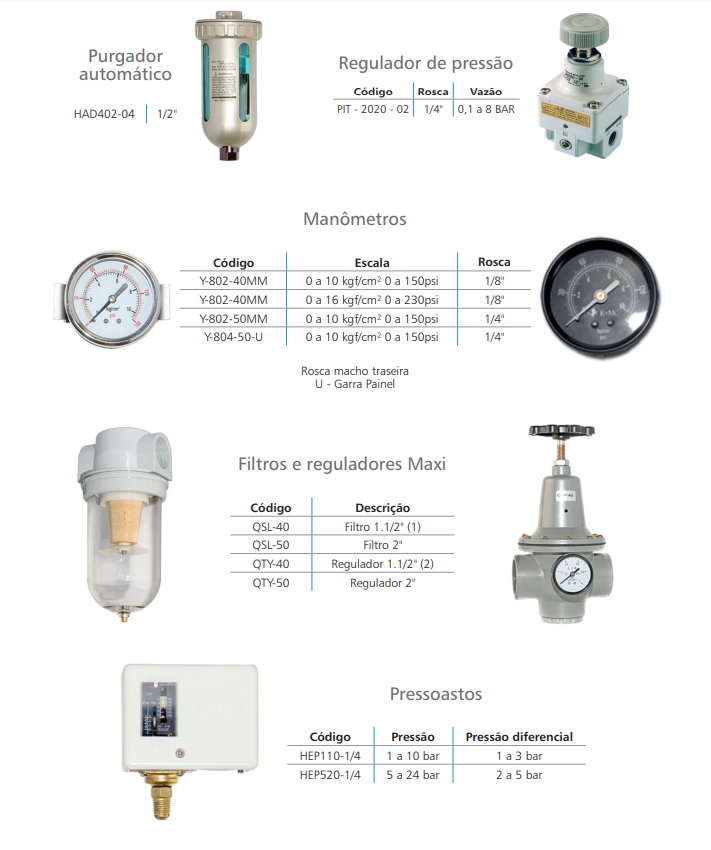 Purgador
automático
HAD402-04 1/2"
Regulador de pressão
Código Rosca Vazão
PIT - 2020 - 02 1/4" 0,1 a 8 BAR
Manômetros
Código Escala Rosca
Y-802-40MM 0 a 10 kgf/cm² 0 a 150psi 1/8"
Y-802-40MM 0 a 16 kgf/cm² 0 a 230psi 1/8"
Y-802-50MM 0 a 10 kgf/cm² 0 a 150psi 1/4"
Y-804-50-U 0 a 10 kgf/cm² 0 a 150psi 1/4"
Rosca macho traseira
U - Garra Painel
Filtros e reguladores Maxi
Código Descrição
QSL-40 Filtro 1.1/2" (1)
QSL-50 Filtro 2"
QTY-40 Regulador 1.1/2" (2)
QTY-50 Regulador 2"
Pressoastos
Código Pressão Pressão diferencial
HEP110-1/4 1 a 10 bar 1 a 3 bar
HEP520-1/4 5 a 24 bar 2 a 5 bar